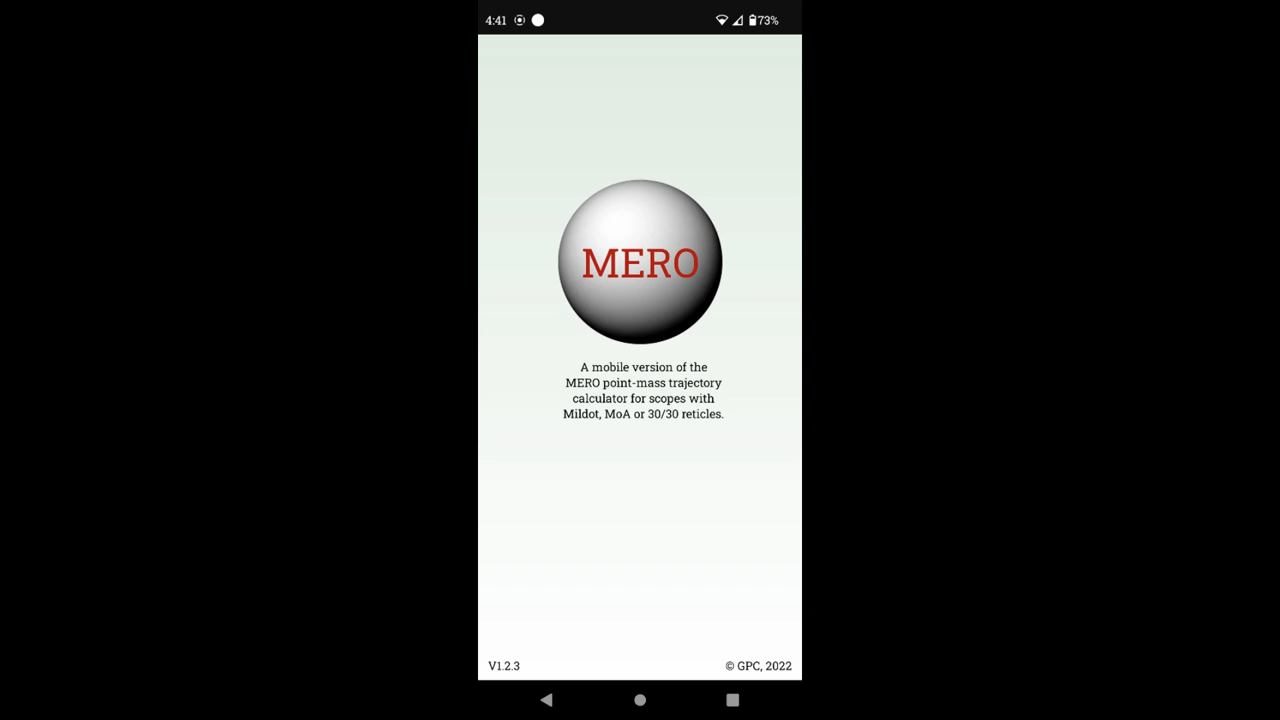 4:41 73%
MERO
A mobile version of the
MERO point-mass trajectory
calculator for scopes with
Mildot, MoA or 30/30 reticles.
V1.2.3 © GPC, 2022